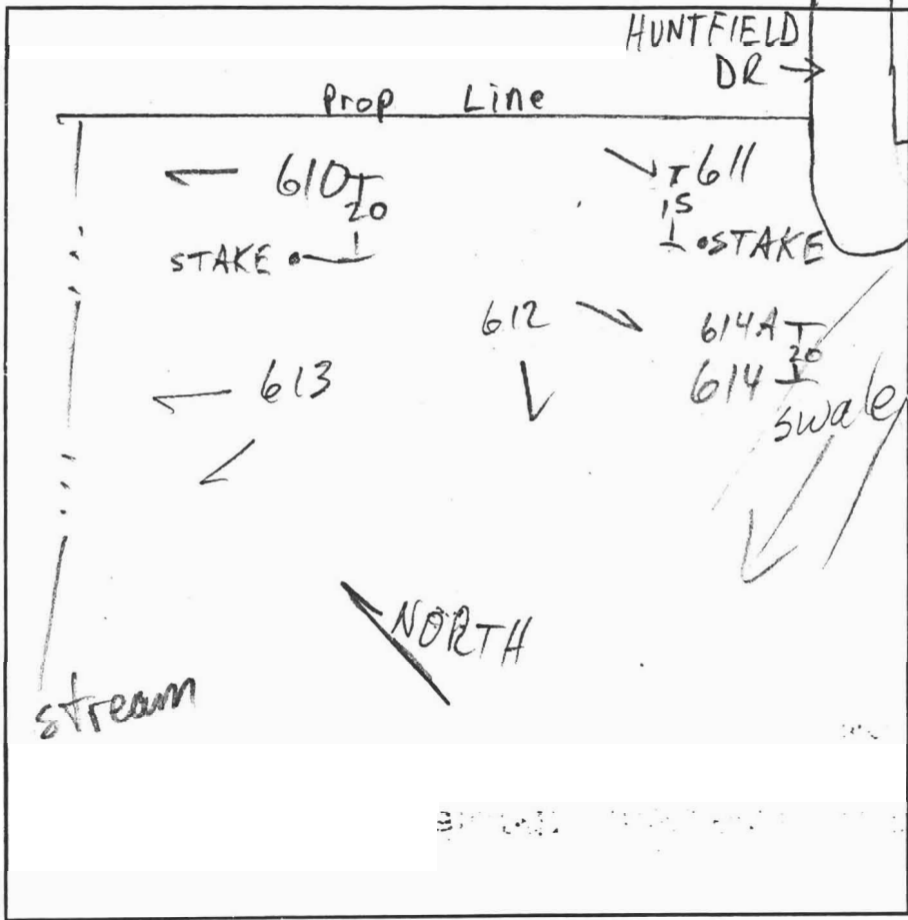 HUNTFIELD
DR
Prop Line
610
20
STAKE
611
15
STAKE
612
614A
20
614
613
swale
NORTH
stream